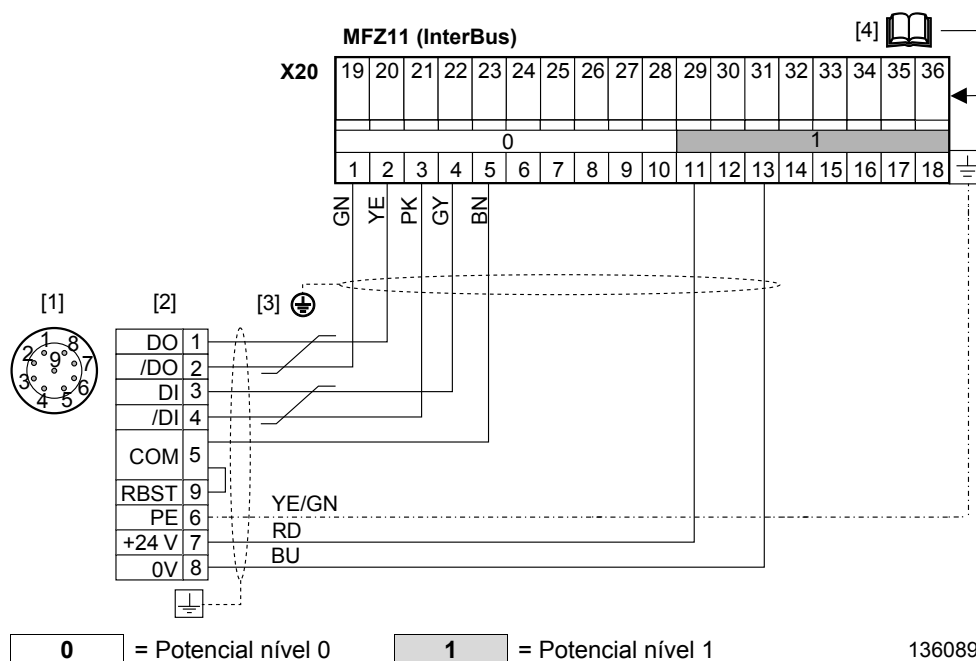 MFZ11 (InterBus)
[4]
X20
19 20 21 22 23 24 25 26 27 28 29 30 31 32 33 34 35 36
0 1
1 2 3 4 5 6 7 8 9 10 11 12 13 14 15 16 17 18
GN YE PK GY BN
[1] [2] [3]
1 2 3 4 5 6 7 8 9
DO 1
/DO 2
DI 3
/DI 4
COM 5
RBST 9
PE 6
+24 V 7
0V 8
YE/GN
RD
BU
0 = Potencial nível 0 1 = Potencial nível 1
136089